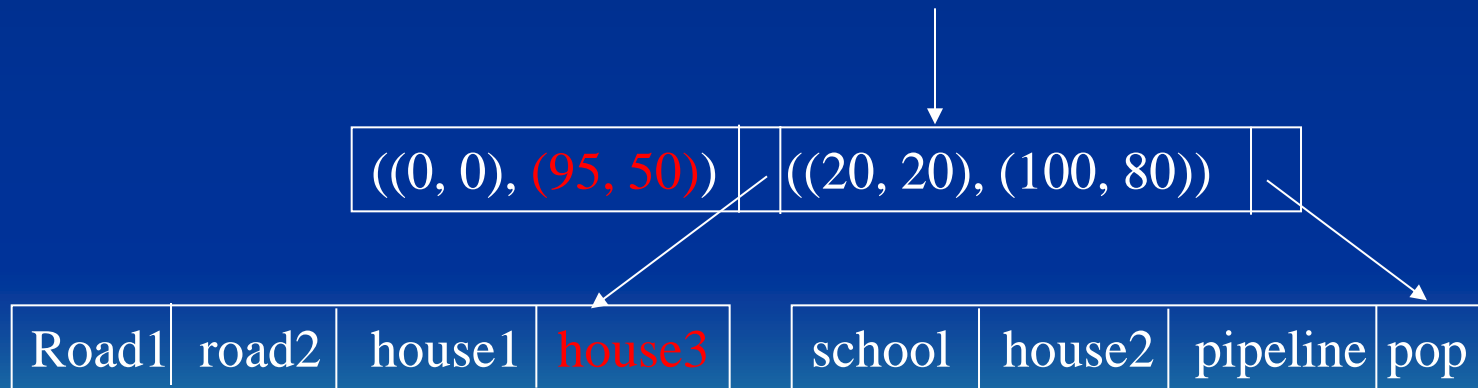 ((0, 0), (95, 50)) ((20, 20), (100, 80))
Road1 road2 house1 house3 school house2 pipeline pop